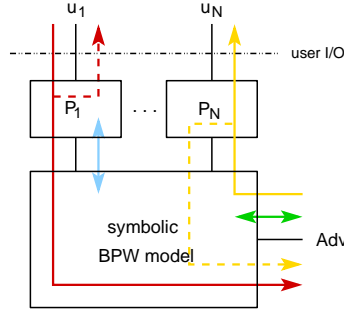 u1 uN
user I/O
P1 . . . PN
symbolic
BPW model
Adv